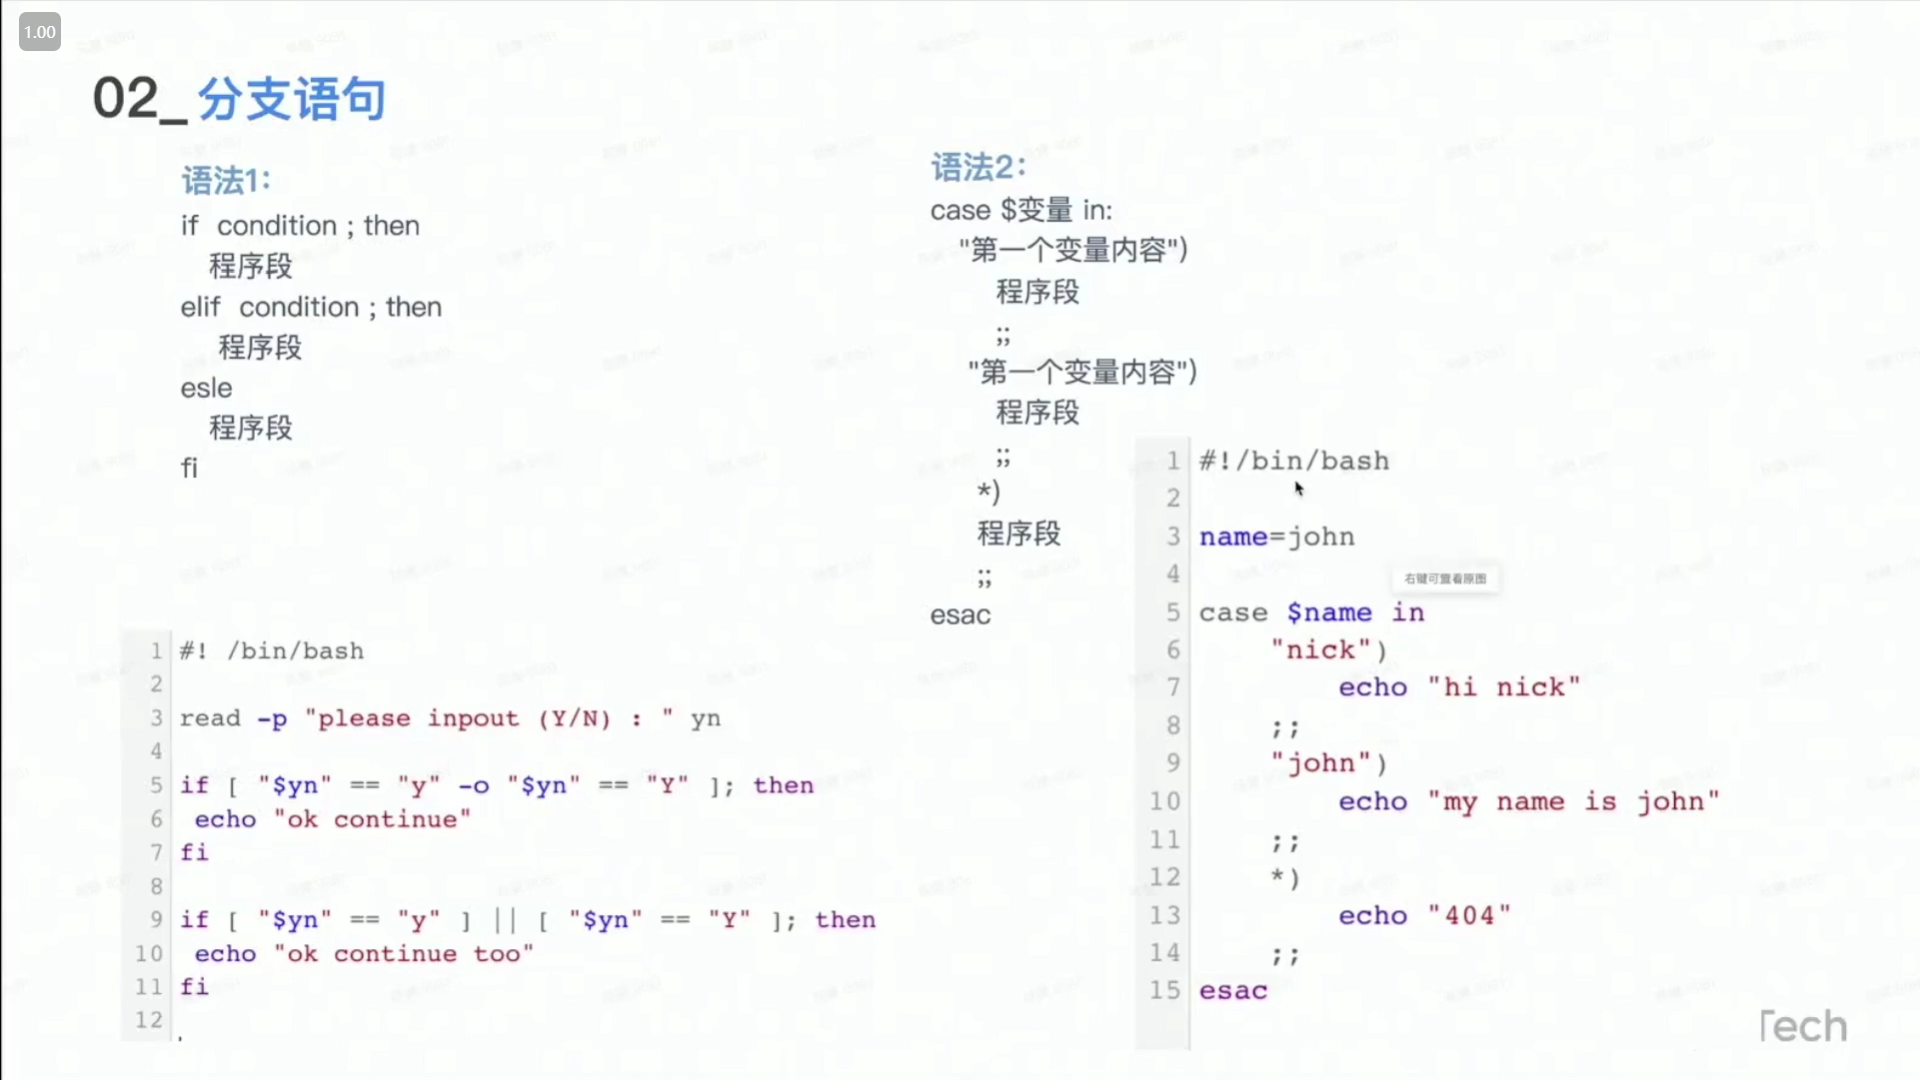 1.00
02_分支语句
语法1:
if condition ; then
程序段
elif condition ; then
程序段
esle
程序段
fi
1 #! /bin/bash
2
3 read -p "please inpout (Y/N) : " yn
4
5 if [ "$yn" == "y" -o "$yn" == "Y" ]; then
6 echo "ok continue"
7 fi
8
9 if [ "$yn" == "y" ] || [ "$yn" == "Y" ]; then
10 echo "ok continue too"
11 fi
12
语法2:
case $变量 in:
"第一个变量内容")
程序段
;;
"第一个变量内容")
程序段
;;
*)
程序段
;;
esac
1 #!/bin/bash
2
3 name=john
4
右键可查看原图
5 case $name in
6 "nick")
7 echo "hi nick"
8 ;;
9 "john")
10 echo "my name is john"
11 ;;
12 *)
13 echo "404"
14 ;;
15 esac
Tech